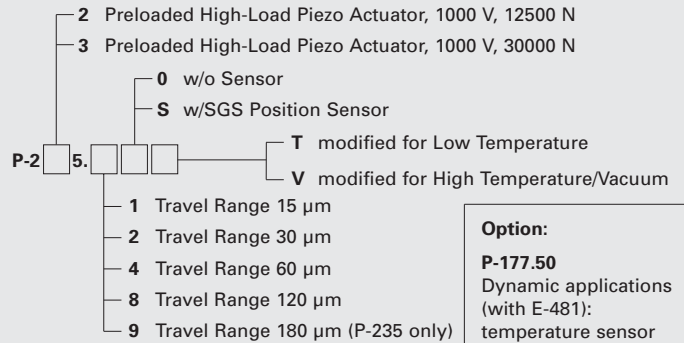 2 Preloaded High-Load Piezo Actuator, 1000 V, 12500 N
3 Preloaded High-Load Piezo Actuator, 1000 V, 30000 N
0 w/o Sensor
S w/SGS Position Sensor
T modified for Low Temperature
P-2 5.
V modified for High Temperature/Vacuum
1 Travel Range 15 µm
2 Travel Range 30 µm
4 Travel Range 60 µm
8 Travel Range 120 µm
9 Travel Range 180 µm (P-235 only)
Option:
P-177.50
Dynamic applications
(with E-481):
temperature sensor